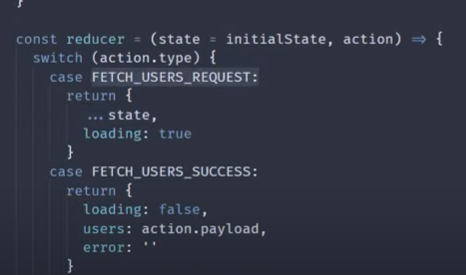 }
const reducer = (state = initialState, action) => {
switch (action.type) {
case FETCH_USERS_REQUEST:
return {
...state,
loading: true
}
case FETCH_USERS_SUCCESS:
return {
loading: false,
users: action.payload,
error: ''
}